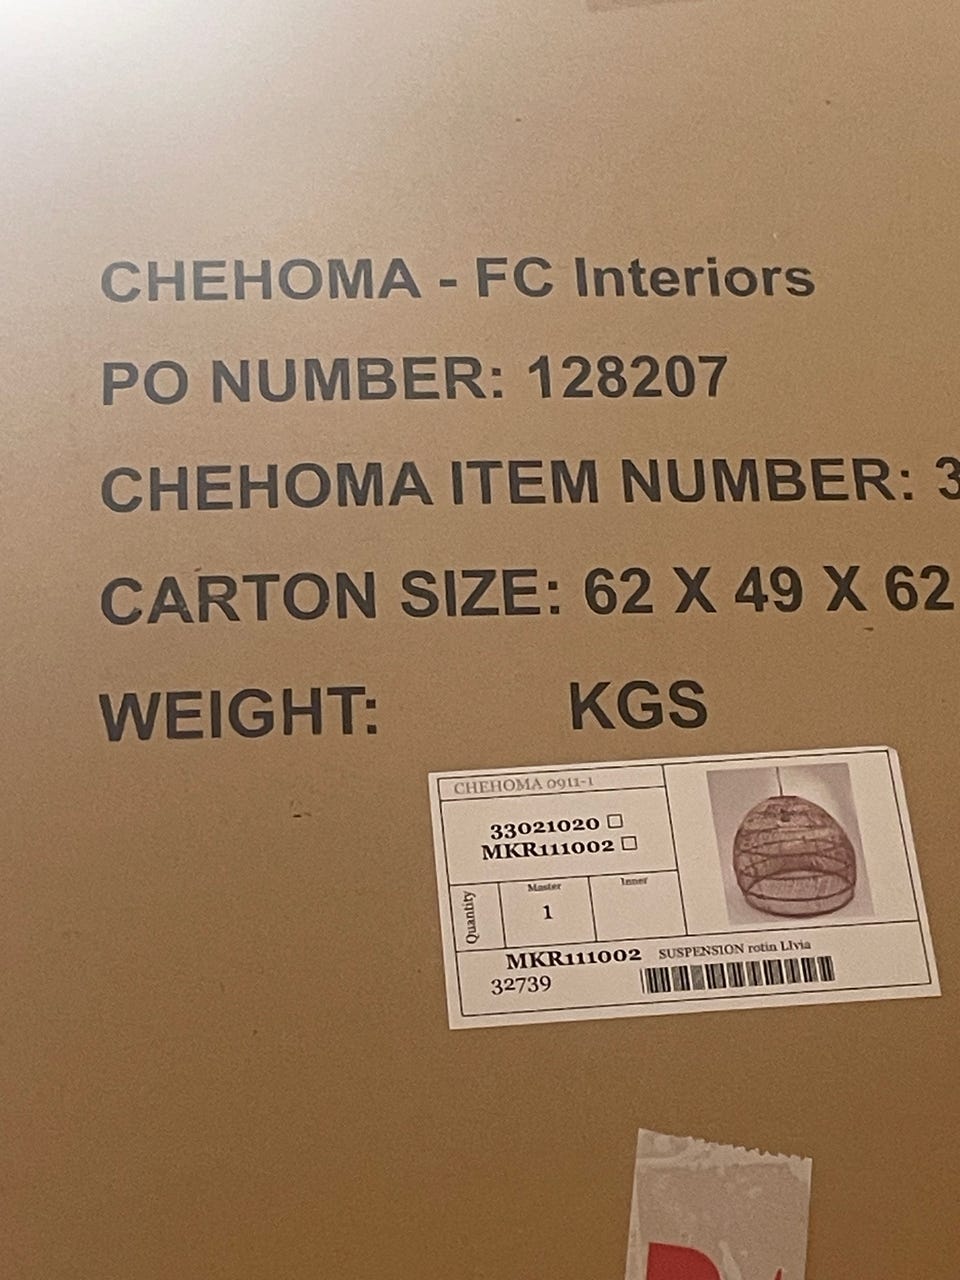 CHEHOMA - FC Interiors
PO NUMBER: 128207
CHEHOMA ITEM NUMBER: 3
CARTON SIZE: 62 X 49 X 62
WEIGHT: KGS
CHEHOMA 0911-1
33021020 ☐
MKR111002 ☐
Quantity
Master
Inner
1
MKR111002 SUSPENSION rotin LIvia
32739